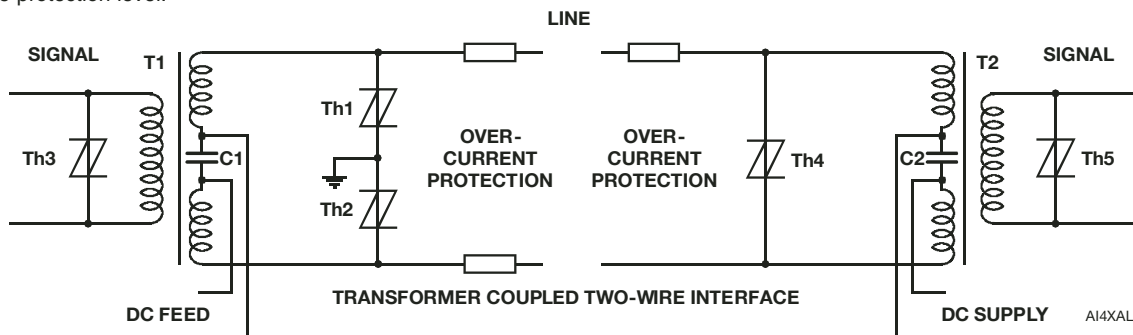 protection level.
LINE
SIGNAL
T1
T2
SIGNAL
Th1
Th3
C1
OVER-
CURRENT
PROTECTION
OVER-
CURRENT
PROTECTION
Th4
C2
Th5
Th2
DC FEED
TRANSFORMER COUPLED TWO-WIRE INTERFACE
DC SUPPLY
AI4XAL